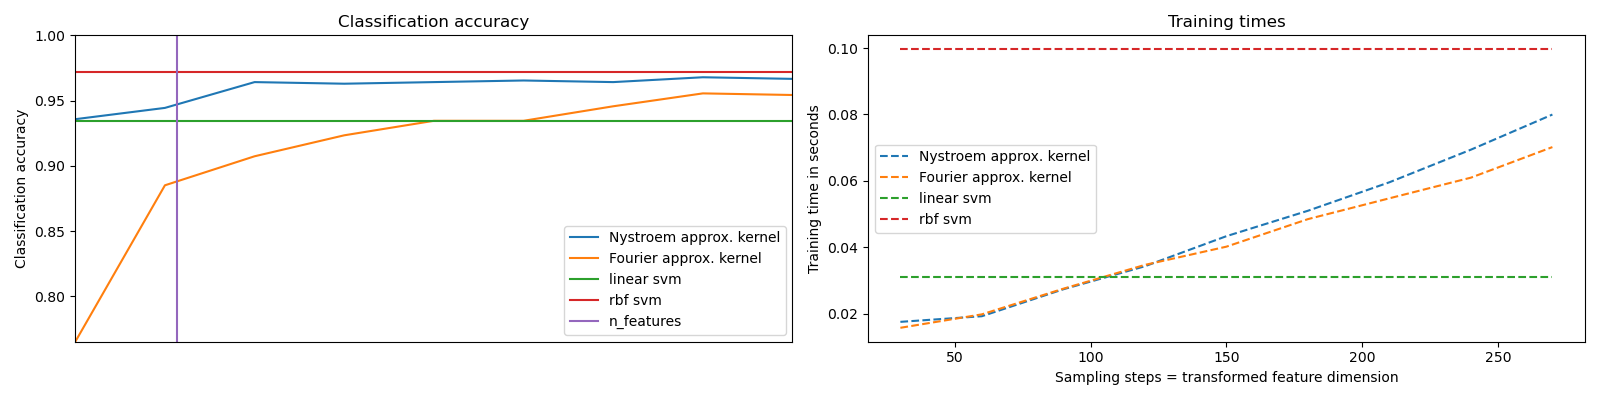 Classification accuracy
1.00
0.95
0.90
0.85
0.80
Classification accuracy
Nystroem approx. kernel
Fourier approx. kernel
linear svm
rbf svm
n_features
Training times
0.10
0.08
0.06
0.04
0.02
Training time in seconds
Nystroem approx. kernel
Fourier approx. kernel
linear svm
rbf svm
50 100 150 200 250
Sampling steps = transformed feature dimension